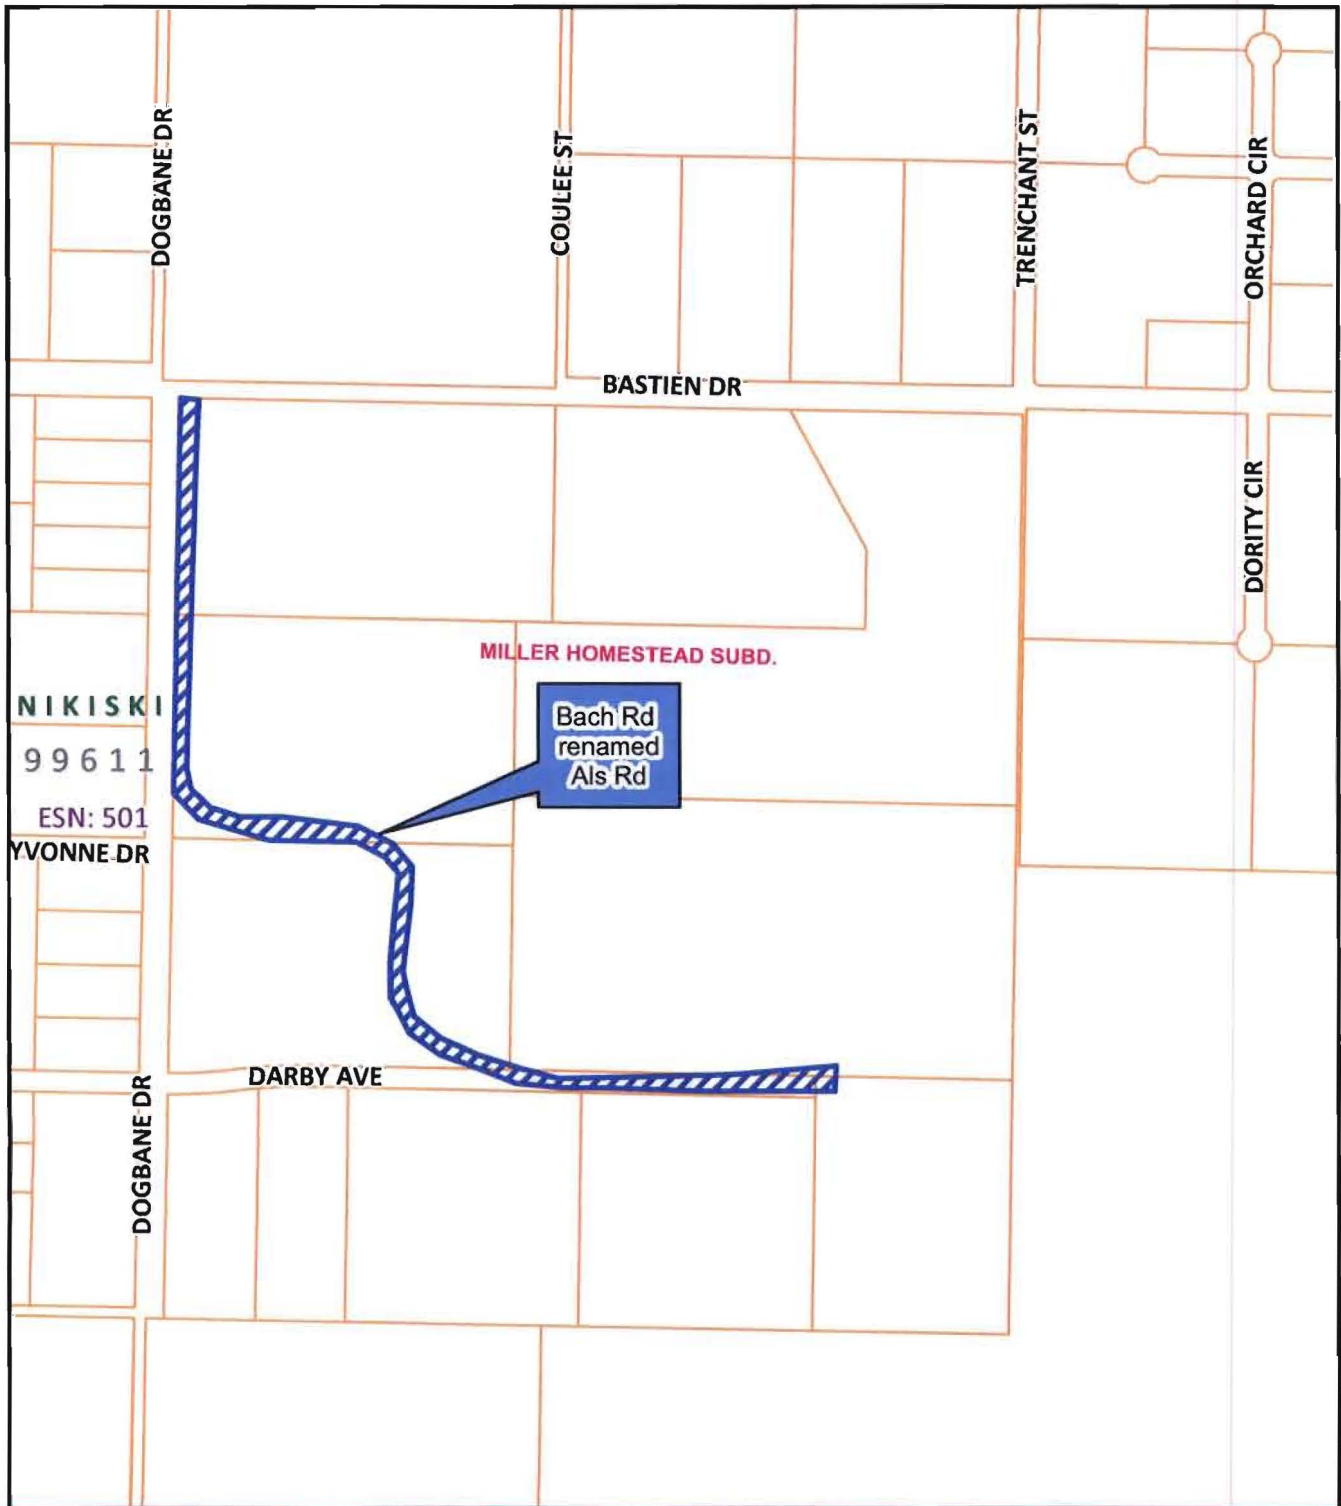 DOGBANE DR
COULEE ST
TRENCHANT ST
ORCHARD CIR
BASTIEN DR
DORITY CIR
MILLER HOMESTEAD SUBD.
NIKISKI
99611
ESN: 501
Bach Rd
renamed
Als Rd
YVONNE DR
DARBY AVE
DOGBANE DR